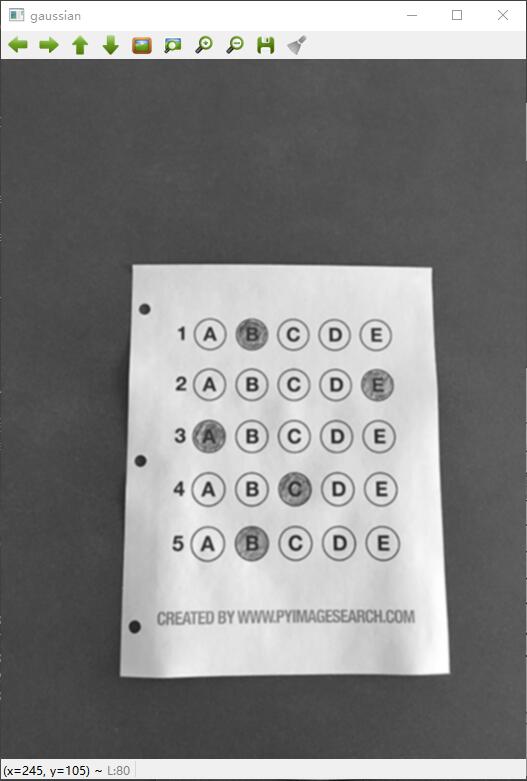 gaussian
1 A B C D E
2 A B C D E
3 A B C D E
4 A B C D E
5 A B C D E
CREATED BY WWW.PYIMAGESEARCH.COM
(x=245, y=105) ~ L:80